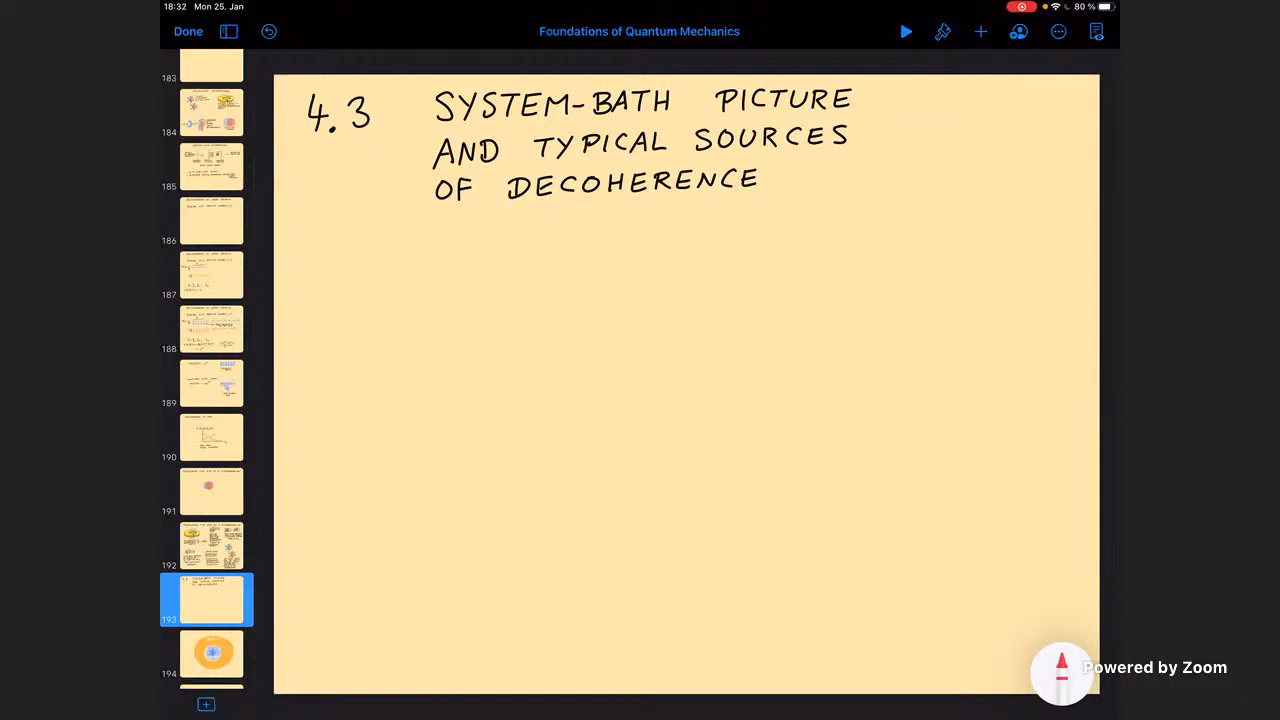 18:32 Mon 25. Jan
80 %
Done
Foundations of Quantum Mechanics
183
184
185
186
187
188
189
190
191
192
193
194
4.3 SYSTEM-BATH PICTURE
AND TYPICAL SOURCES
OF DECOHERENCE
Powered by Zoom